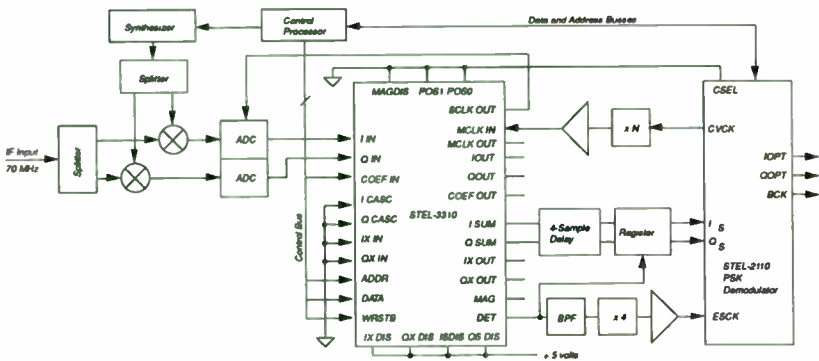 Data and Address Busses
Synthesizer
Control
Processor
Splitter
MAGDIS POS1 POS0
CSEL
SCLK OUT
IF Input
70 MHz
Splitter
ADC
ADC
I IN
Q IN
COEF IN
I CASC
Q CASC
IX IN
QX IN
ADDR
DATA
WRSTB
Control Bus
STEL-3310
MCLK IN
MCLK OUT
IOUT
QOUT
COEF OUT
I SUM
Q SUM
IX OUT
QX OUT
MAG
DET
IX DIS QX DIS ISDIS QS DIS
+ 5 volts
x N
CVCK
IOPT
QOPT
BCK
4-Sample
Delay
Register
I S
Q S
STEL-2110
PSK
Demodulator
BPF
x 4
ESCK